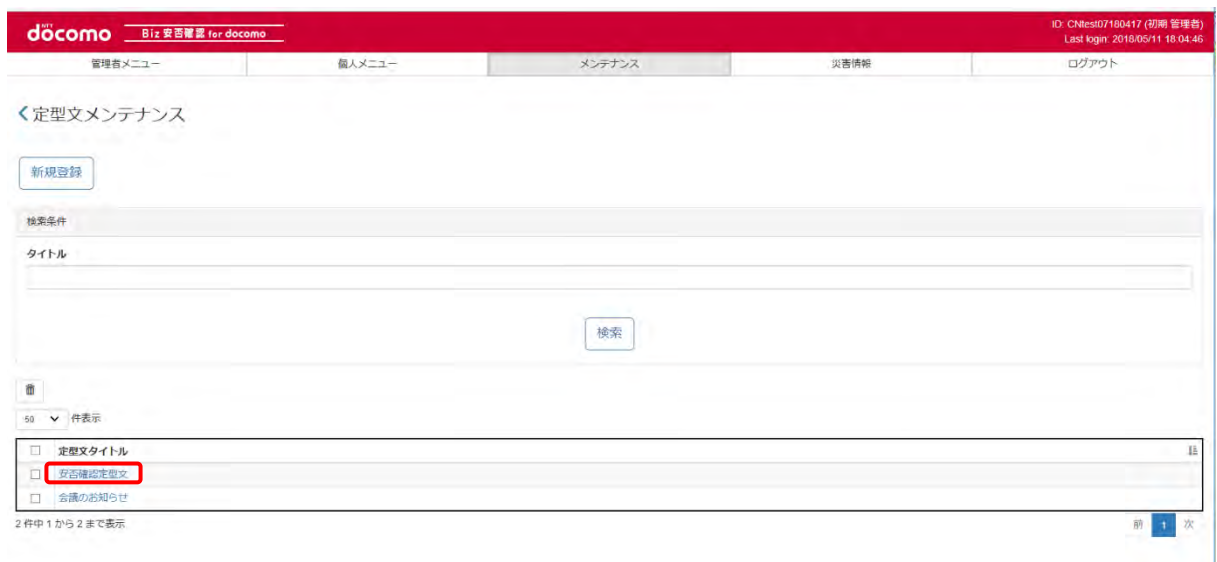 NTT
döcomo Biz 安否確認 for docomo
ID: CNtest07180417 (初期 管理者)
Last login: 2018/05/11 18:04:46
管理者メニュー 個人メニュー メンテナンス 災害情報 ログアウト
定型文メンテナンス
新規登録
検索条件
タイトル
検索
50 件表示
定型文タイトル
安否確認定型文
会議のお知らせ
2 件中 1 から 2 まで表示
前 1 次